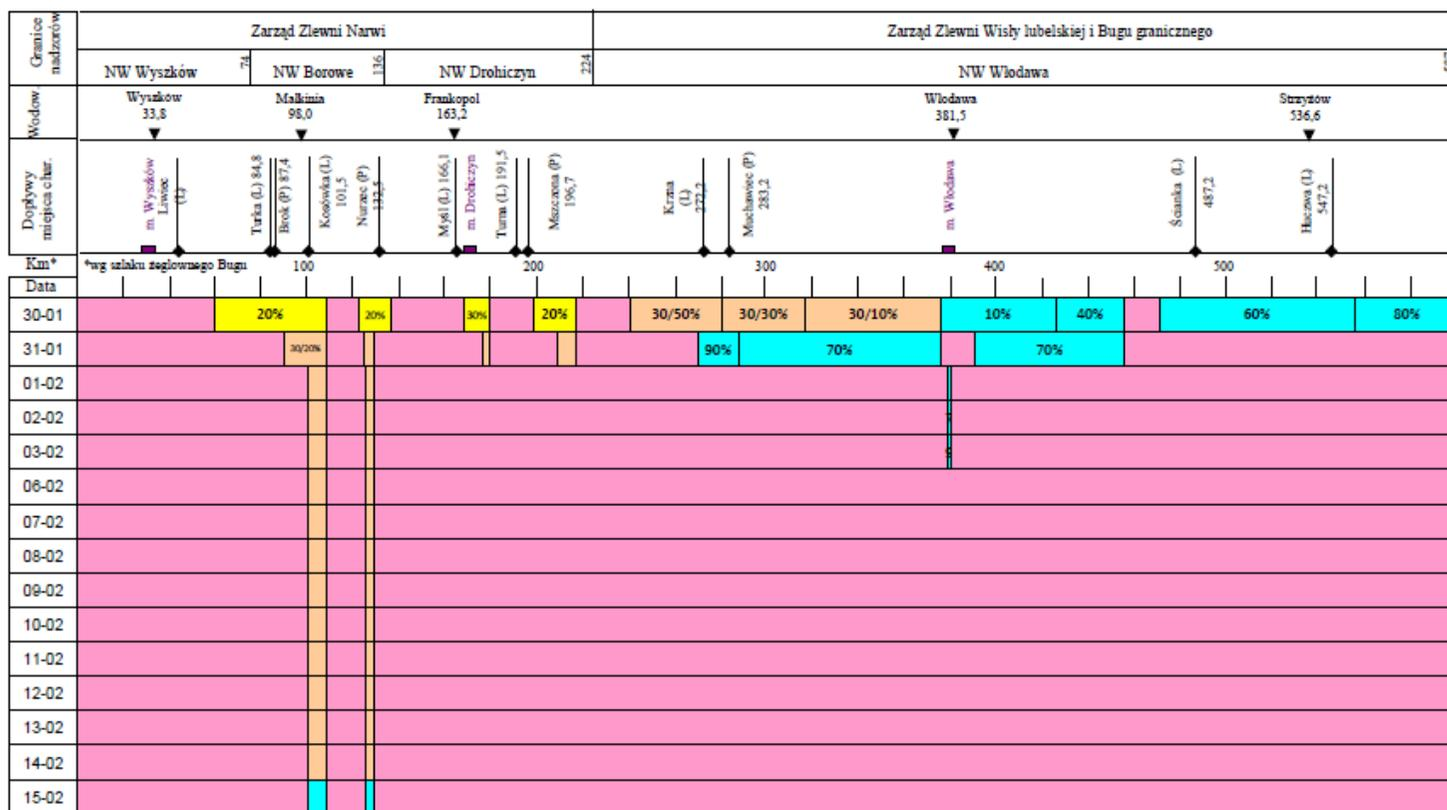 Granice nadzorów
Zarząd Zlewni Narwi
Zarząd Zlewni Wisły lubelskiej i Bugu granicznego
NW Wyszków
74
NW Borowe
136
NW Drohiczyn
224
NW Włodawa
Wodow.
Wyszków
33,8
Małkinia
98,0
Frankopol
163,2
Włodawa
381,5
Strzyżów
536,6
Dopływy
miejsca char.
m. Wyszków
Liwiec
(L)
Turka (L) 84,8
Brok (P) 87,4
Kosówka (L)
101,5
Nurzec (P)
132,5
Myśl (L) 166,1
m. Drohiczyn
Turna (L) 191,5
Mszczona (P)
196,7
Krzna
(L)
272,2
Muchawiec (P)
283,2
m. Włodawa
Ścianka (L)
487,2
Huczwa (L)
547,2
Km*
*wg szlaku żeglownego Bugu
100
200
300
400
500
Data
30-01
20%
20%
30%
20%
30/50%
30/30%
30/10%
10%
40%
60%
80%
31-01
30/20%
90%
70%
70%
01-02
02-02
03-02
06-02
07-02
08-02
09-02
10-02
11-02
12-02
13-02
14-02
15-02